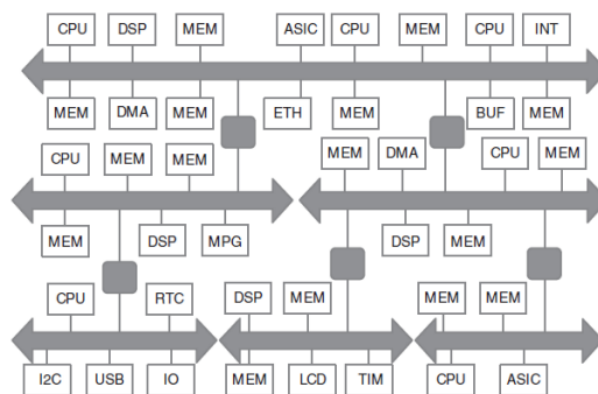 CPU DSP MEM ASIC CPU MEM CPU INT
MEM DMA MEM ETH MEM BUF MEM
CPU MEM MEM MEM DMA CPU MEM
MEM DSP MPG DSP MEM
CPU RTC DSP MEM MEM MEM
I2C USB IO MEM LCD TIM CPU ASIC